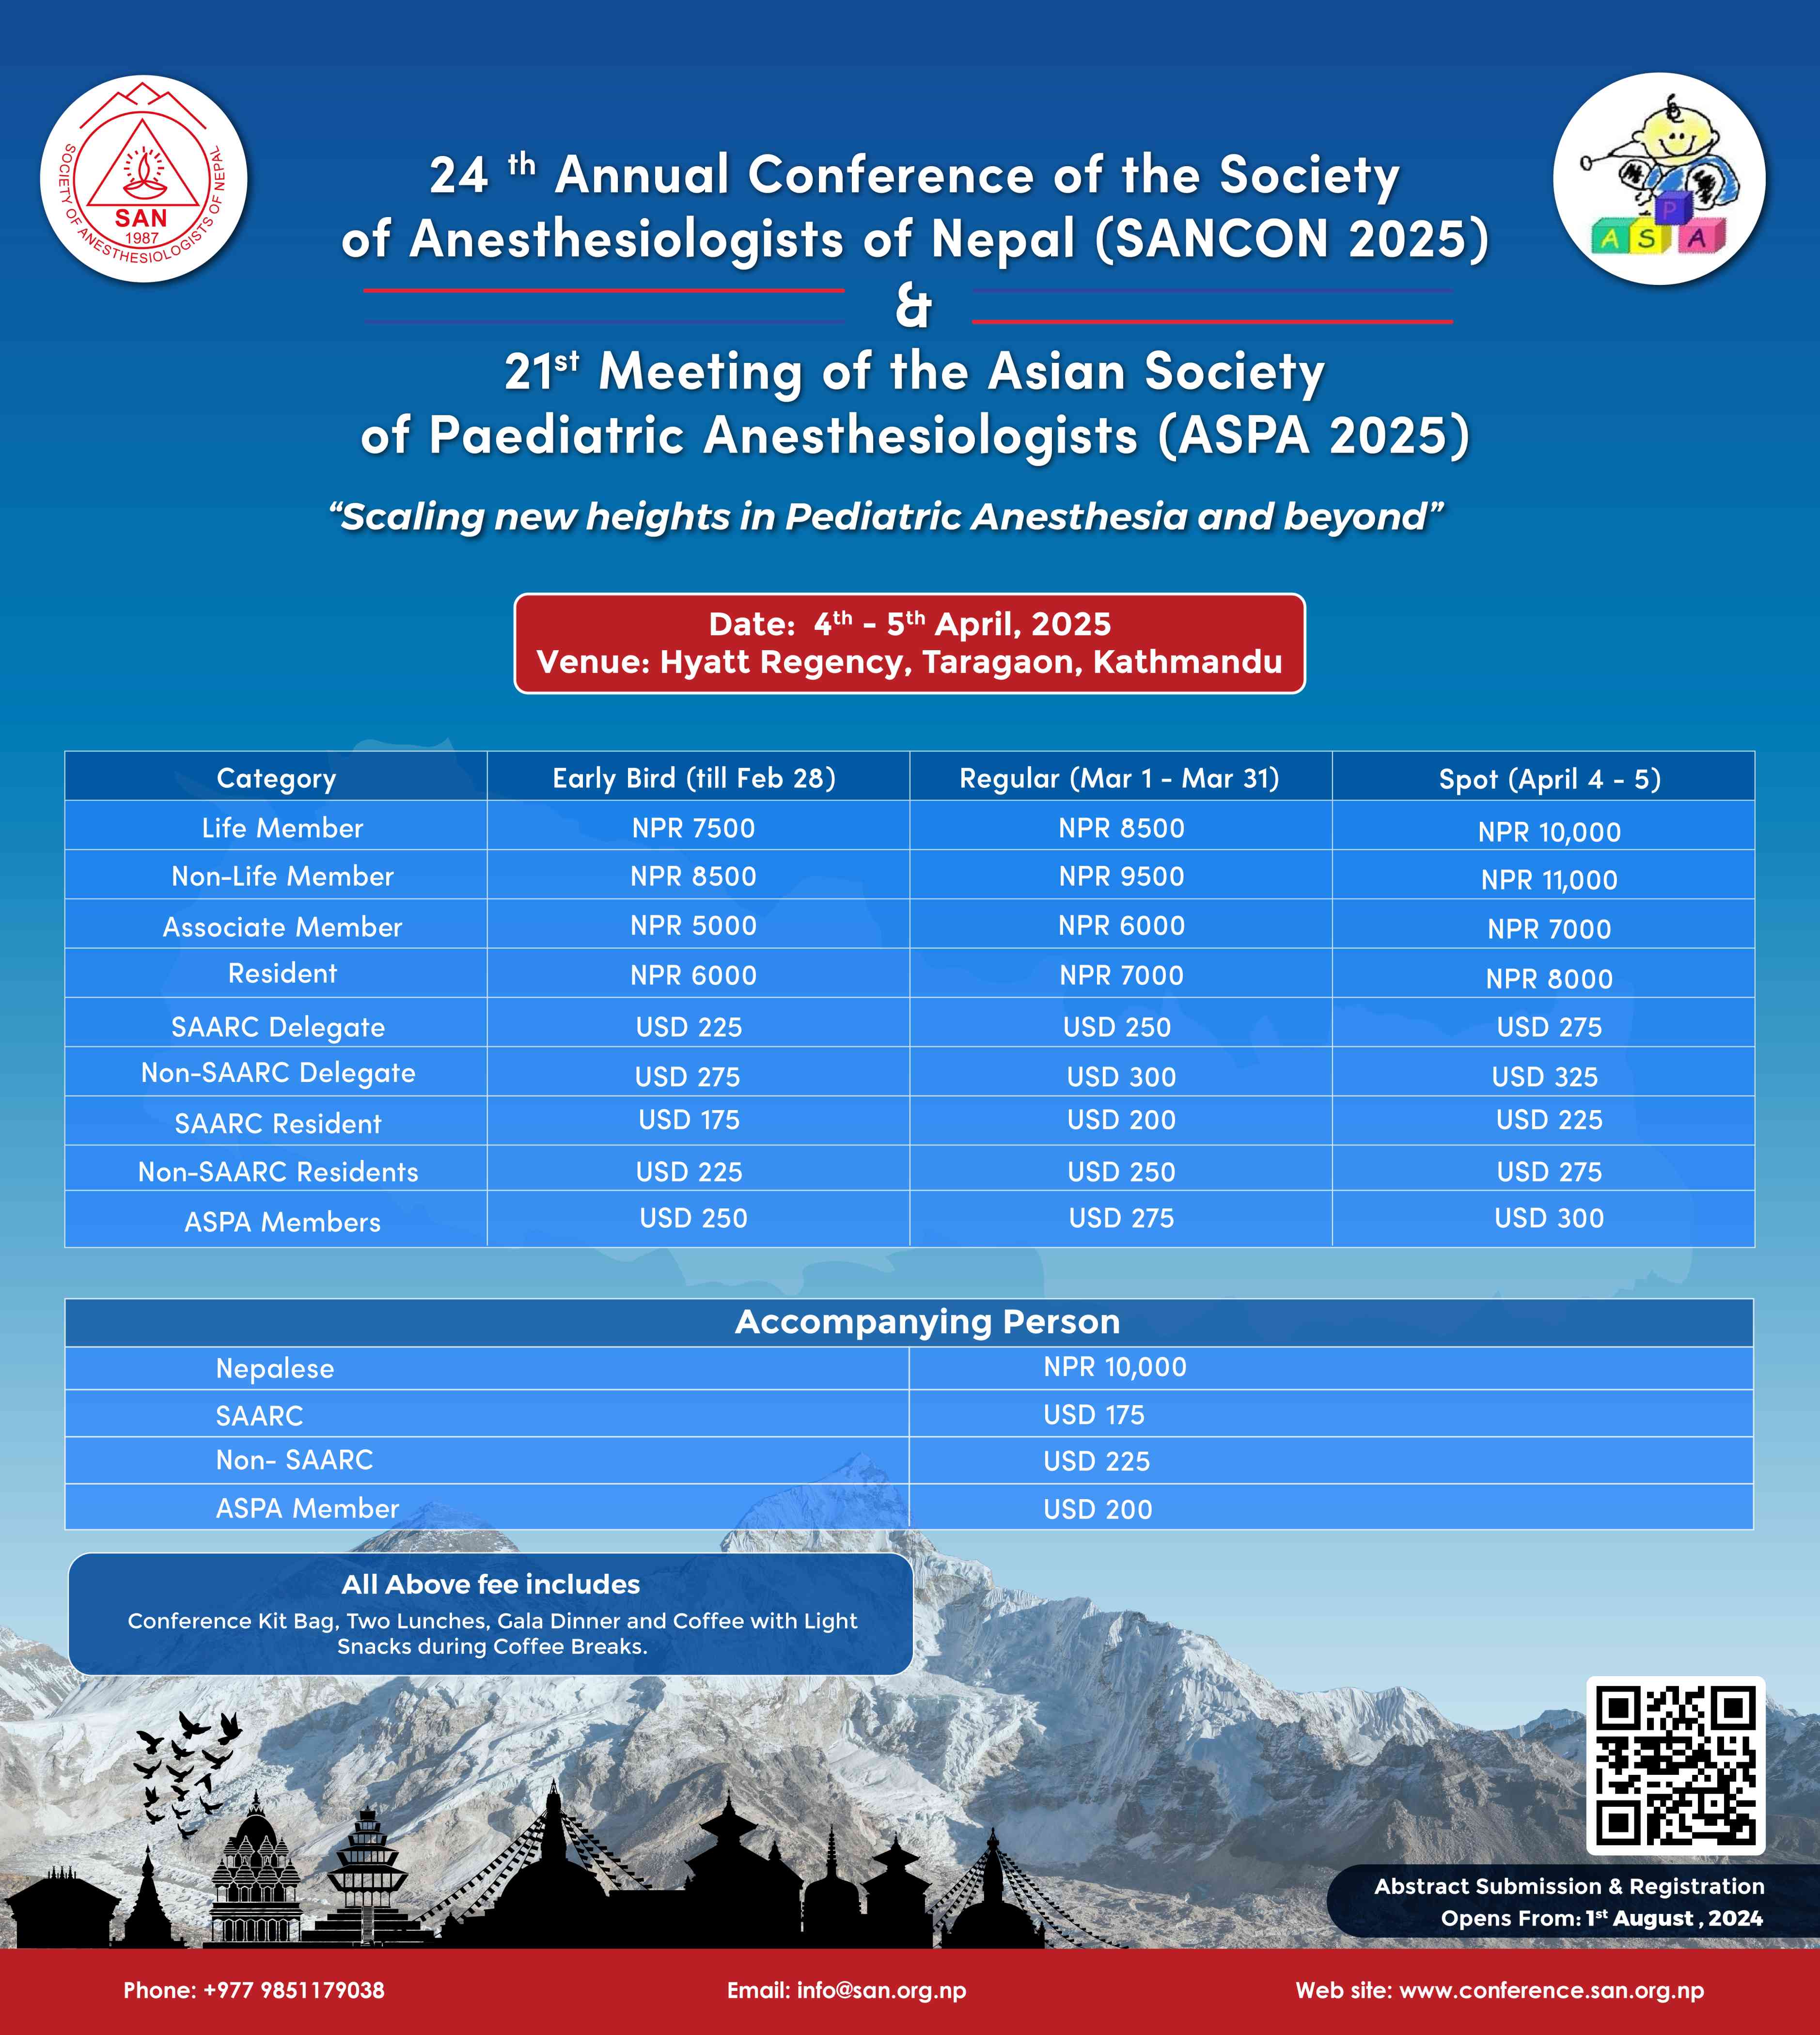 SOCIETY OF ANESTHESIOLOGISTS OF NEPAL
SAN
1987
P
A S A
24 th Annual Conference of the Society
of Anesthesiologists of Nepal (SANCON 2025)
&
21st Meeting of the Asian Society
of Paediatric Anesthesiologists (ASPA 2025)
“Scaling new heights in Pediatric Anesthesia and beyond”
Date: 4th - 5th April, 2025
Venue: Hyatt Regency, Taragaon, Kathmandu
Category Early Bird (till Feb 28) Regular (Mar 1 - Mar 31) Spot (April 4 - 5)
Life Member NPR 7500 NPR 8500 NPR 10,000
Non-Life Member NPR 8500 NPR 9500 NPR 11,000
Associate Member NPR 5000 NPR 6000 NPR 7000
Resident NPR 6000 NPR 7000 NPR 8000
SAARC Delegate USD 225 USD 250 USD 275
Non-SAARC Delegate USD 275 USD 300 USD 325
SAARC Resident USD 175 USD 200 USD 225
Non-SAARC Residents USD 225 USD 250 USD 275
ASPA Members USD 250 USD 275 USD 300
Accompanying Person
Nepalese NPR 10,000
SAARC USD 175
Non- SAARC USD 225
ASPA Member USD 200
All Above fee includes
Conference Kit Bag, Two Lunches, Gala Dinner and Coffee with Light
Snacks during Coffee Breaks.
Abstract Submission & Registration
Opens From: 1st August , 2024
Phone: +977 9851179038 Email: info@san.org.np Web site: www.conference.san.org.np